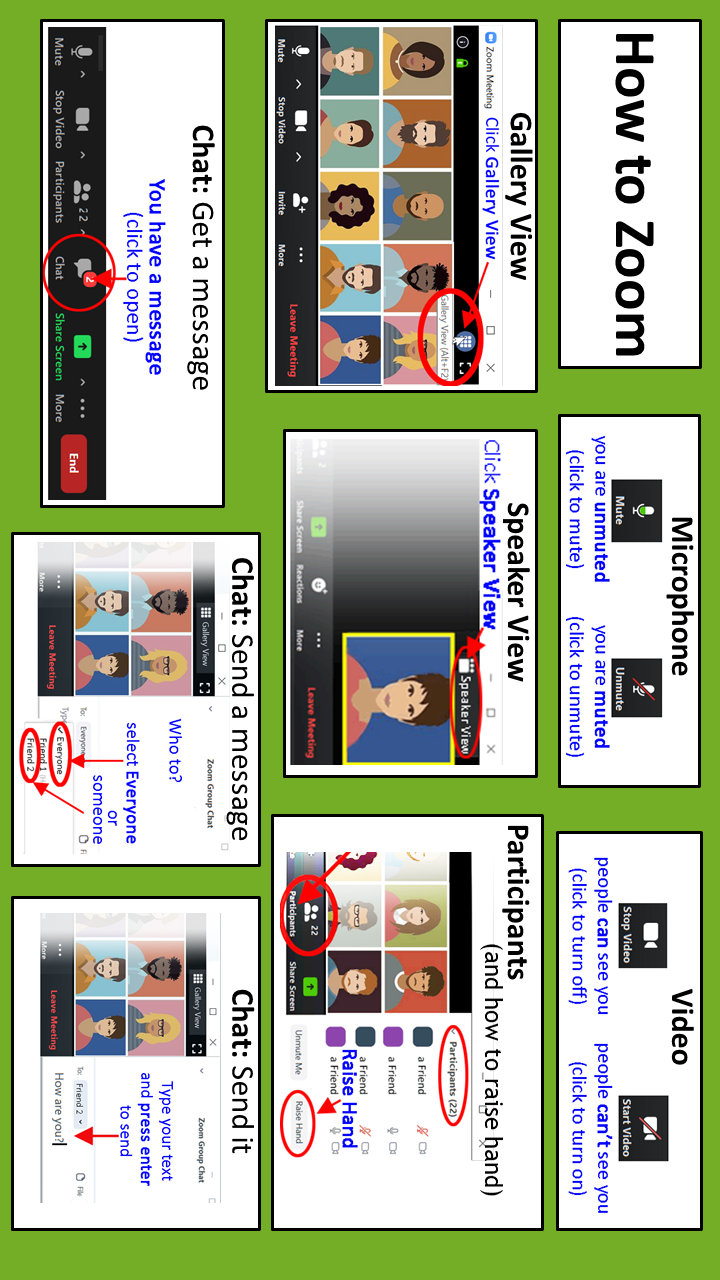 How to Zoom
Microphone
Mute
Unmute
you are unmuted
(click to mute)
you are muted
(click to unmute)
Video
Stop Video
Start Video
people can see you
(click to turn off)
people can't see you
(click to turn on)
Gallery View
Click Gallery View
Zoom Meeting
Gallery View (Alt+F2
Mute
Stop Video
Invite
More
Leave Meeting
Speaker View
Click Speaker View
Speaker View
2
Share Screen
Reactions
More
Leave Meeting
Participants
(and how to raise hand)
Participants (22)
a Friend
a Friend
a Friend
a Friend
22
Participants
Share Screen
Raise Hand
Unmute Me
Raise Hand
Chat: Get a message
You have a message
(click to open)
22
2
Mute
Stop Video
Participants
Chat
Share Screen
More
End
Chat: Send a message
Gallery View
Zoom Group Chat
Who to?
select Everyone
or
someone
To: Everyone
Type
Everyone
Friend 1
Friend 2
More
Leave Meeting
Chat: Send it
Gallery View
Zoom Group Chat
Type your text
and press enter
to send
To: Friend 2
File
How are you?
More
Leave Meeting